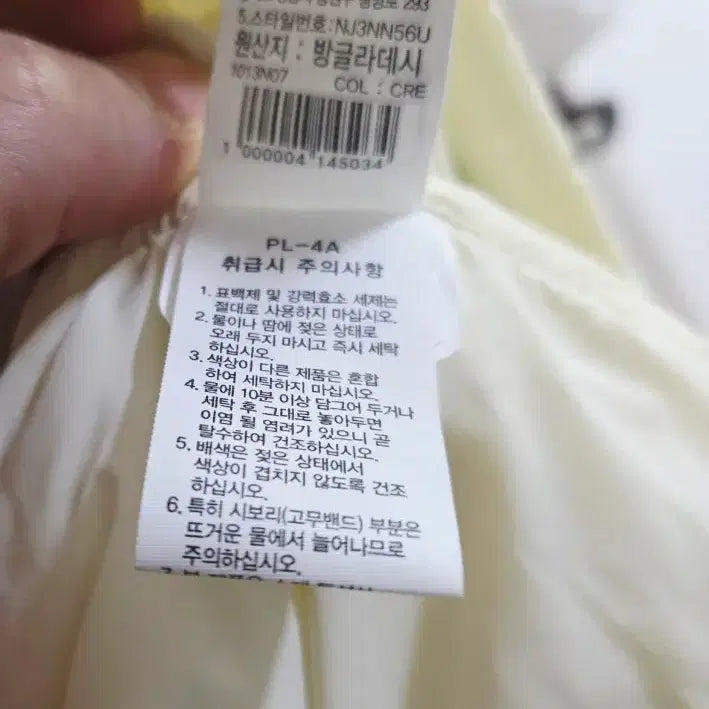 293
5.스타일번호: NJ3NN56U
원산지 : 방글라데시
1013N07 COL : CRE
1 000004 145034
PL-4A
취급시 주의사항
1. 표백제 및 강력효소 세제는
절대로 사용하지 마십시오.
2. 물이나 땀에 젖은 상태로
오래 두지 마시고 즉시 세탁
하십시오.
3. 색상이 다른 제품은 혼합
하여 세탁하지 마십시오.
4. 물에 10분 이상 담그어 두거나
세탁 후 그대로 놓아두면
이염 될 염려가 있으니 곧
탈수하여 건조하십시오.
5. 배색은 젖은 상태에서
색상이 겹치지 않도록 건조
하십시오.
6. 특히 시보리(고무밴드) 부분은
뜨거운 물에서 늘어나므로
주의하십시오.